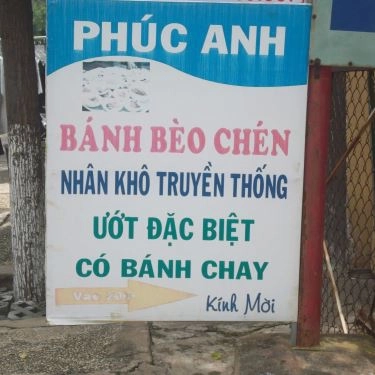 PHÚC ANH
BÁNH BÈO CHÉN
NHÂN KHÔ TRUYỀN THỐNG
ƯỚT ĐẶC BIỆT
CÓ BÁNH CHAY
Kính Mời